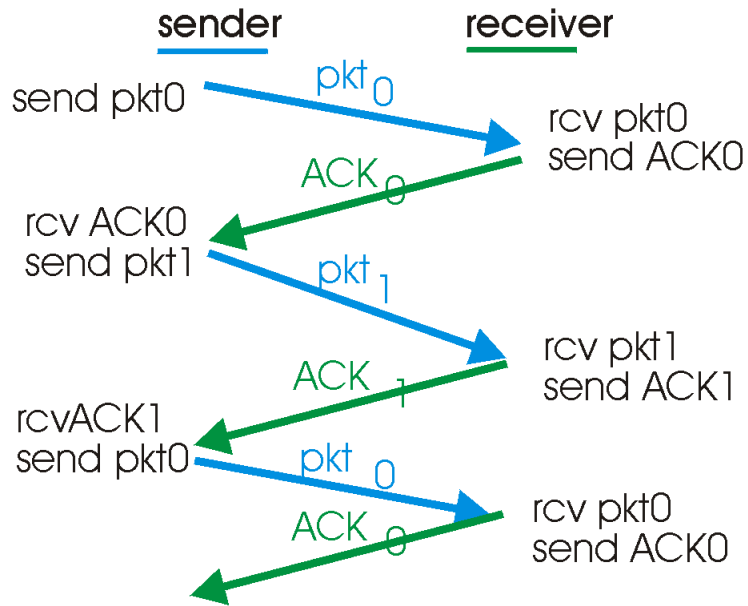 sender
receiver
send pkt0
pkt0
rcv pkt0
send ACK0
ACK0
rcv ACK0
send pkt1
pkt1
rcv pkt1
send ACK1
ACK1
rcvACK1
send pkt0
pkt0
rcv pkt0
send ACK0
ACK0